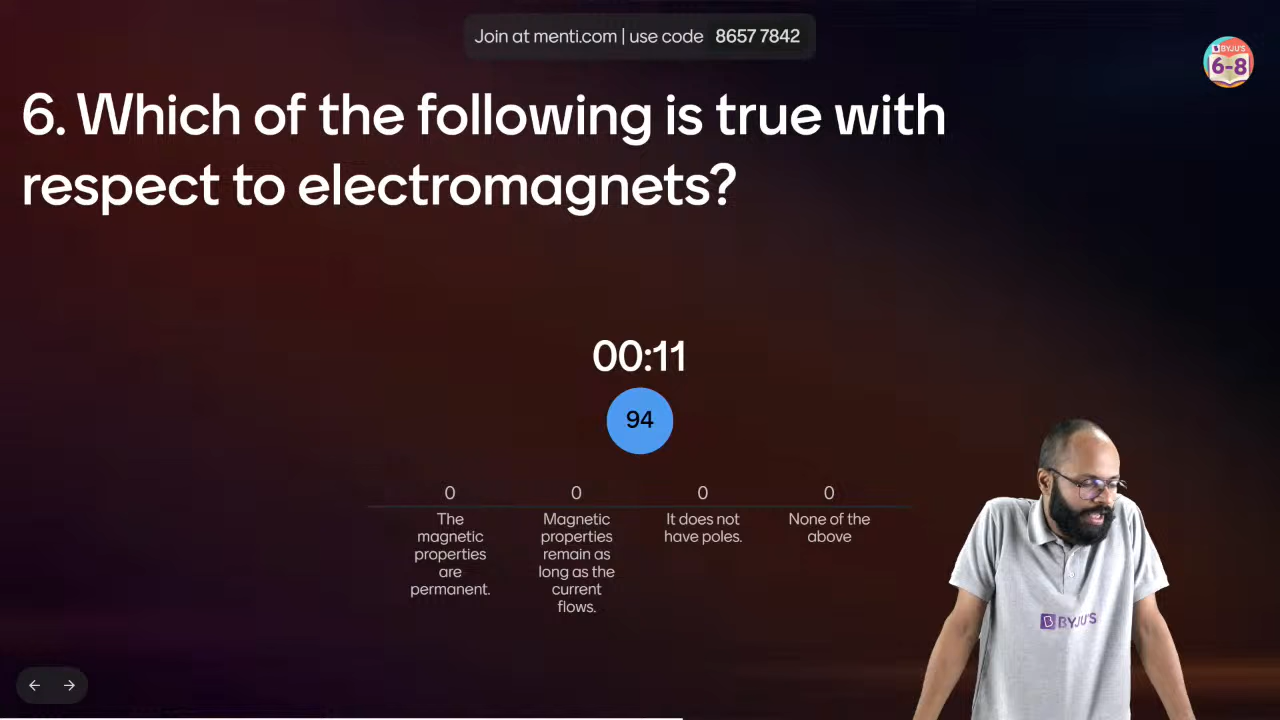 Join at menti.com | use code 8657 7842
BYJU'S
6-8
6. Which of the following is true with
respect to electromagnets?
00:11
94
0
The
magnetic
properties
are
permanent.
0
Magnetic
properties
remain as
long as the
current
flows.
0
It does not
have poles.
0
None of the
above
BYJU'S